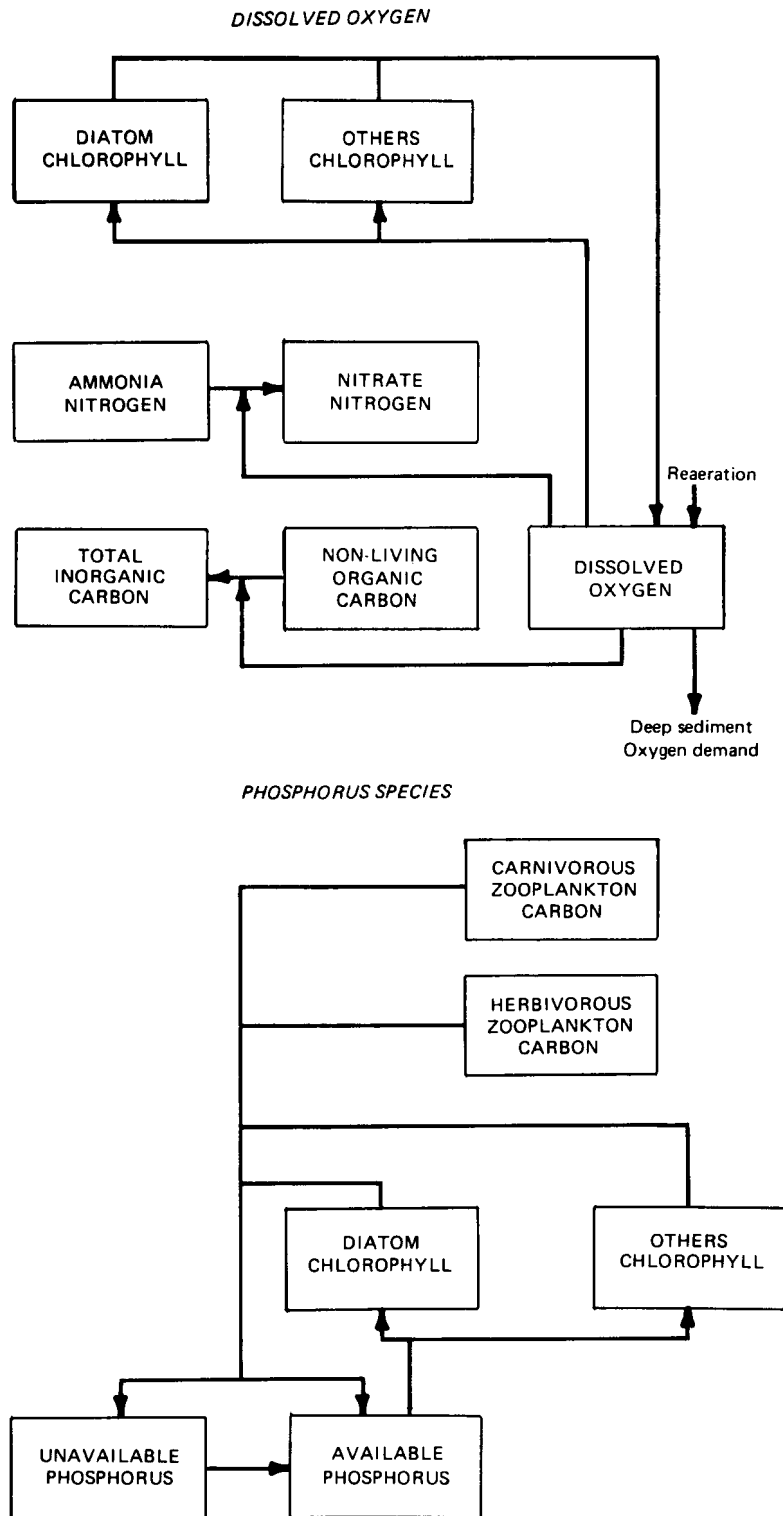 DISSOLVED OXYGEN
DIATOM
CHLOROPHYLL
OTHERS
CHLOROPHYLL
AMMONIA
NITROGEN
NITRATE
NITROGEN
Reaeration
TOTAL
INORGANIC
CARBON
NON-LIVING
ORGANIC
CARBON
DISSOLVED
OXYGEN
Deep sediment
Oxygen demand
PHOSPHORUS SPECIES
CARNIVOROUS
ZOOPLANKTON
CARBON
HERBIVOROUS
ZOOPLANKTON
CARBON
DIATOM
CHLOROPHYLL
OTHERS
CHLOROPHYLL
UNAVAILABLE
PHOSPHORUS
AVAILABLE
PHOSPHORUS